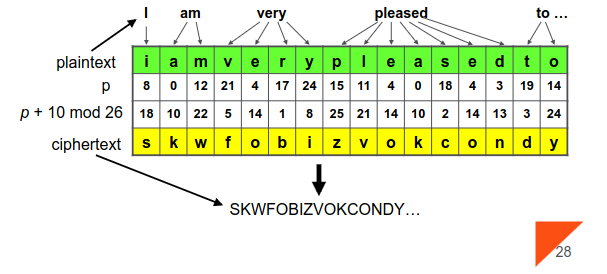 I am very pleased to ...
plaintext i a m v e r y p l e a s e d t o
p 8 0 12 21 4 17 24 15 11 4 0 18 4 3 19 14
p + 10 mod 26 18 10 22 5 14 1 8 25 21 14 10 2 14 13 3 24
ciphertext s k w f o b i z v o k c o n d y
SKWFOBIZVOKCONDY...
28